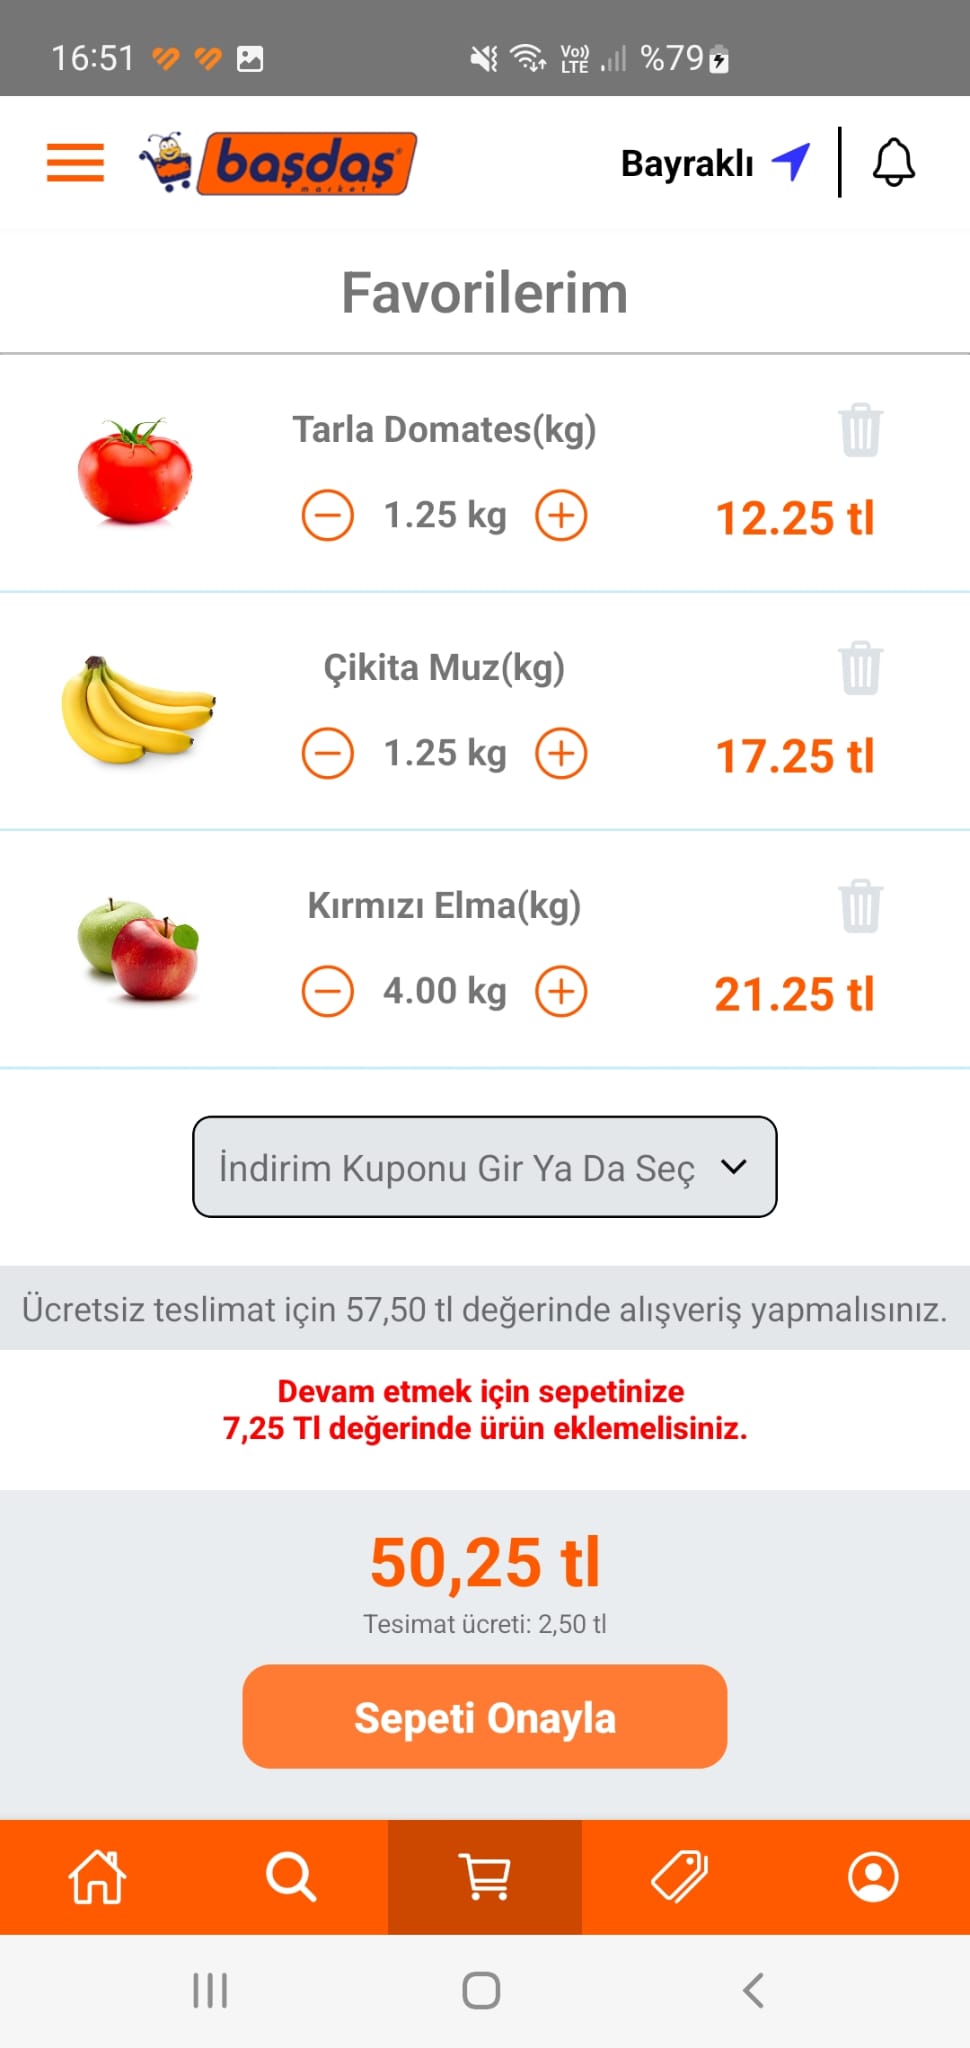 16:51
Vo)) LTE
%79
başdaş
market
Bayraklı
Favorilerim
Tarla Domates(kg)
1.25 kg
12.25 tl
Çikita Muz(kg)
1.25 kg
17.25 tl
Kırmızı Elma(kg)
4.00 kg
21.25 tl
İndirim Kuponu Gir Ya Da Seç
Ücretsiz teslimat için 57,50 tl değerinde alışveriş yapmalısınız.
Devam etmek için sepetinize
7,25 Tl değerinde ürün eklemelisiniz.
50,25 tl
Tesimat ücreti: 2,50 tl
Sepeti Onayla